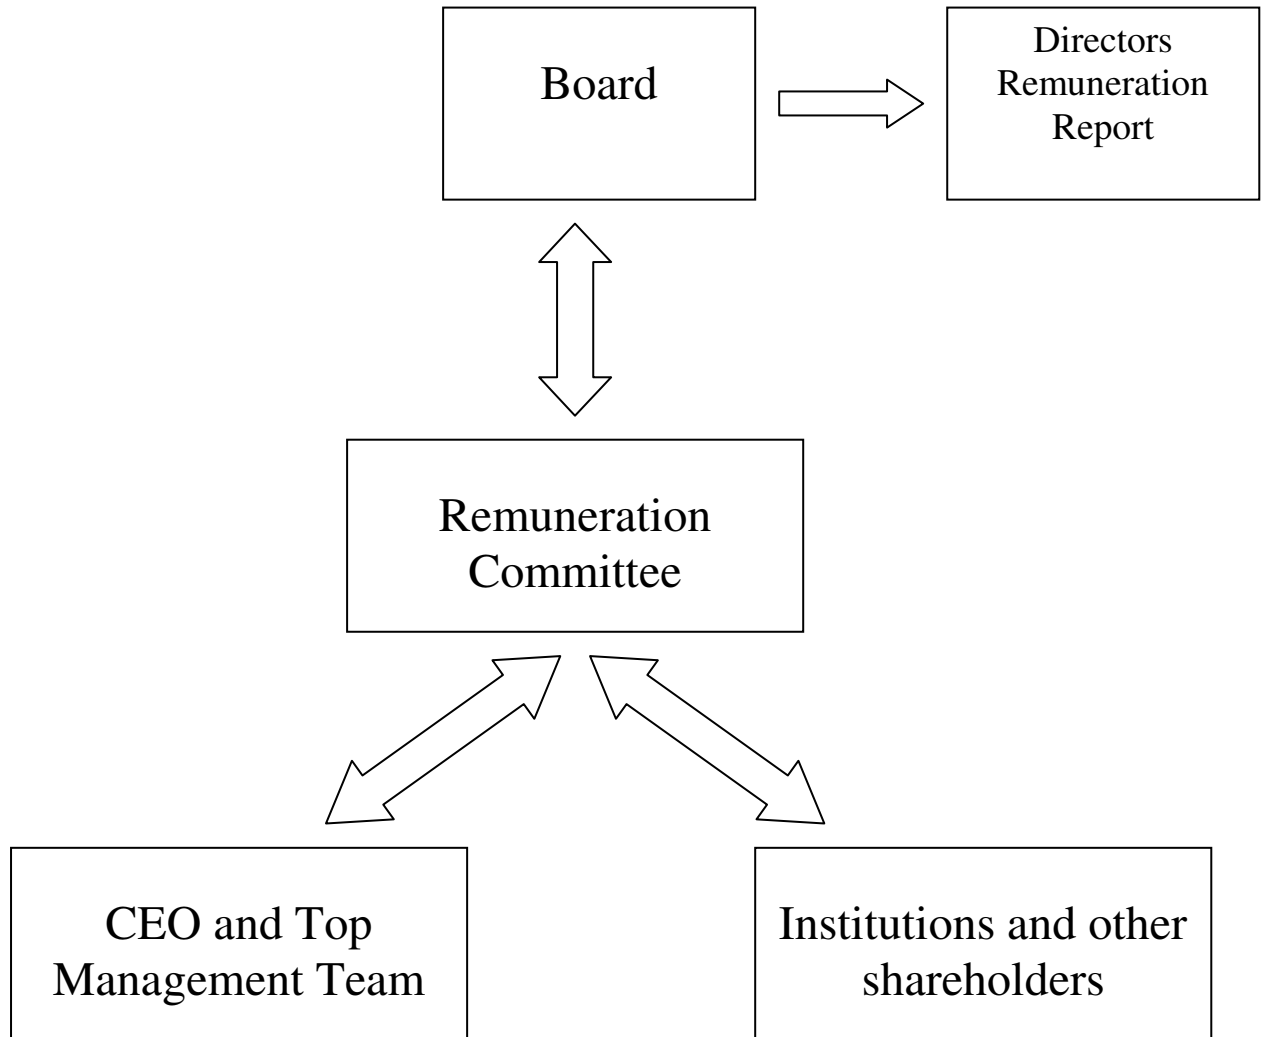 Board
Directors
Remuneration
Report
Remuneration
Committee
CEO and Top
Management Team
Institutions and other
shareholders